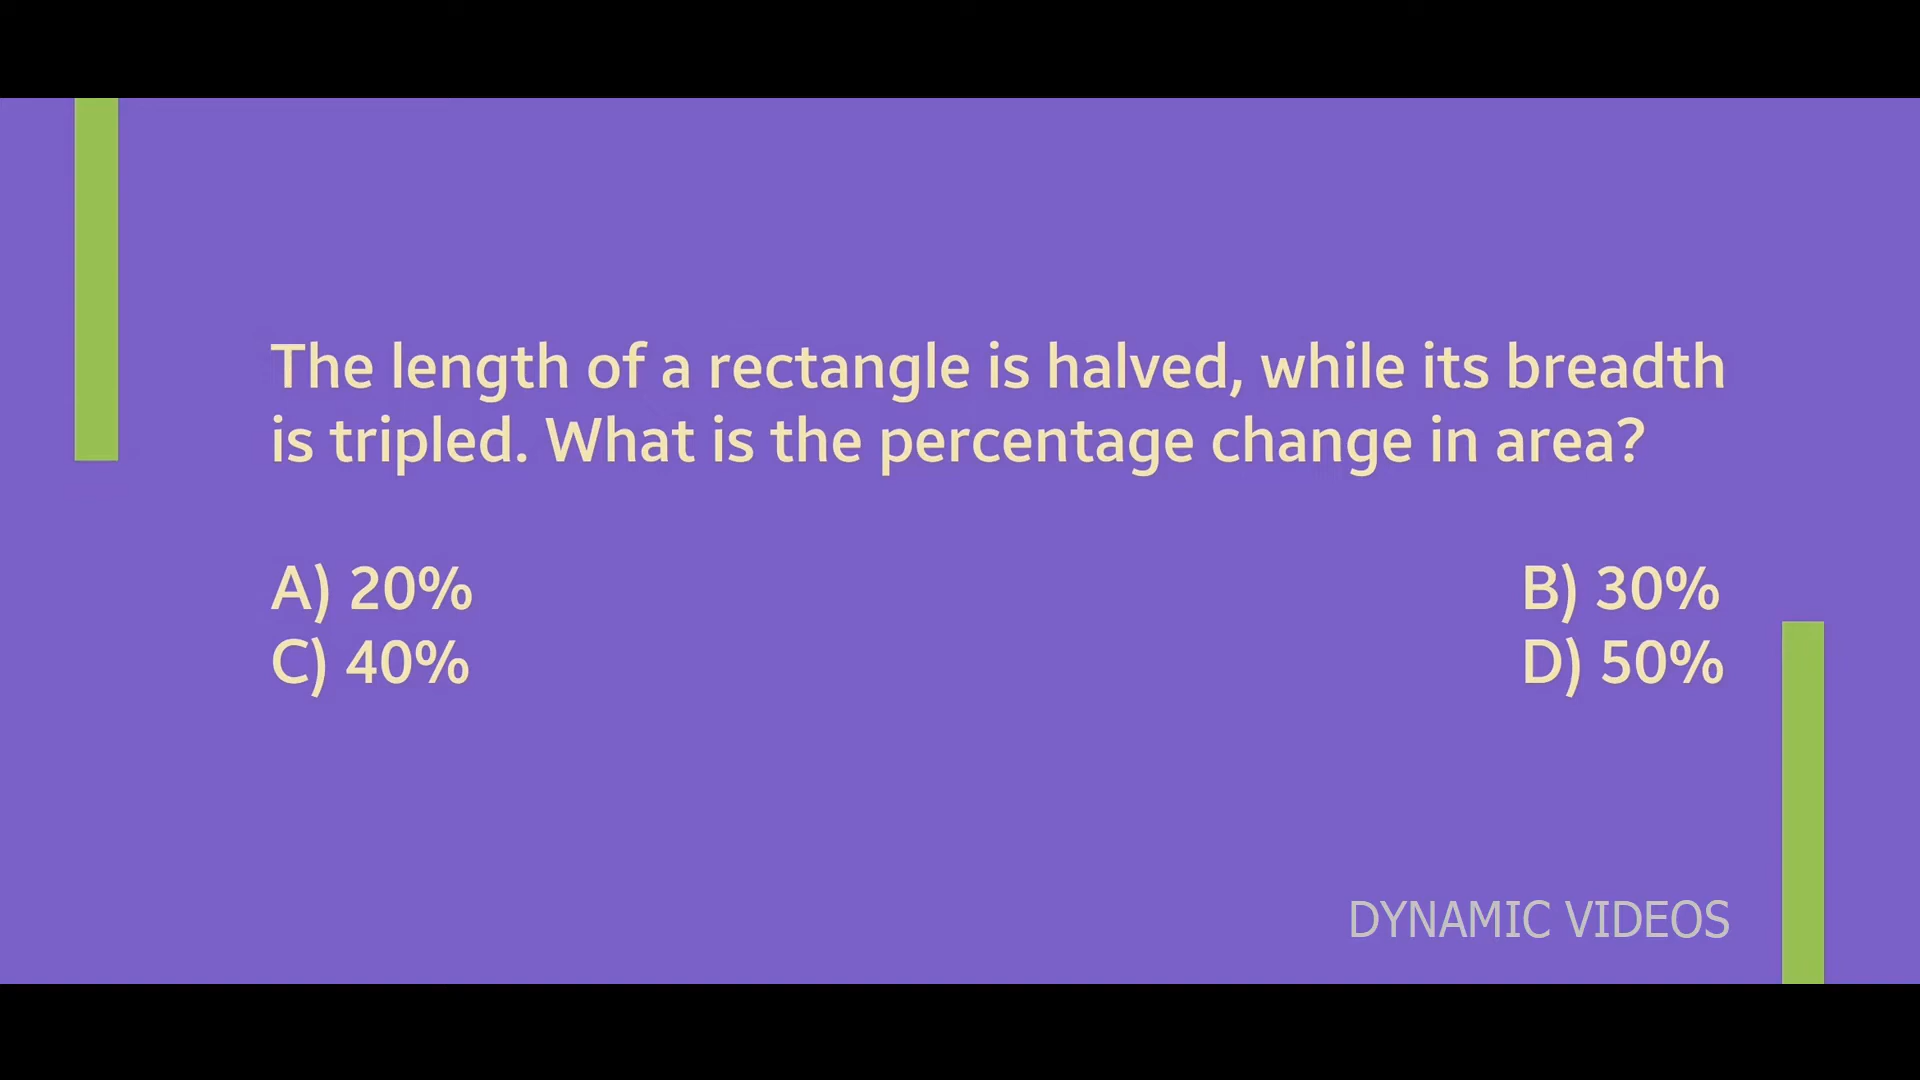 The length of a rectangle is halved, while its breadth
is tripled. What is the percentage change in area?
A) 20% B) 30%
C) 40% D) 50%
DYNAMIC VIDEOS